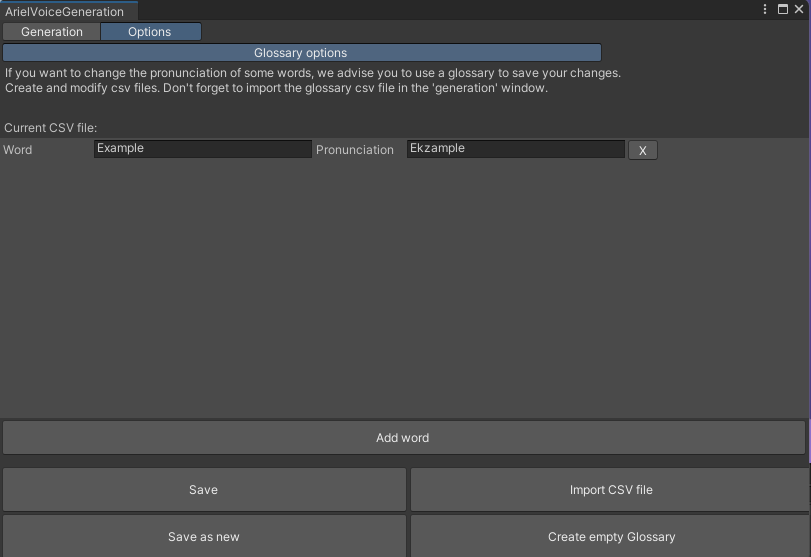 ArielVoiceGeneration
Generation Options
Glossary options
If you want to change the pronunciation of some words, we advise you to use a glossary to save your changes.
Create and modify csv files. Don't forget to import the glossary csv file in the 'generation' window.
Current CSV file:
Word Example Pronunciation Ekzample X
Add word
Save Import CSV file
Save as new Create empty Glossary